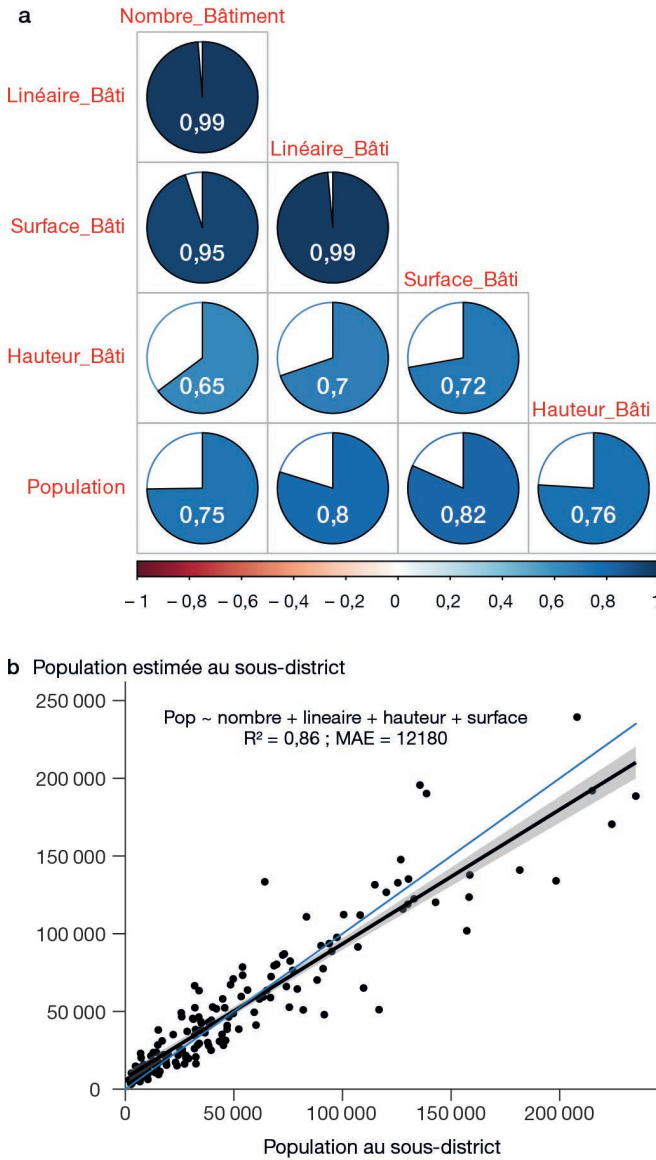 a
Nombre_Bâtiment
Linéaire_Bâti
0,99
Linéaire_Bâti
Surface_Bâti
0,95
0,99
Surface_Bâti
Hauteur_Bâti
0,65
0,7
0,72
Hauteur_Bâti
Population
0,75
0,8
0,82
0,76
– 1 – 0,8 – 0,6 – 0,4 – 0,2 0 0,2 0,4 0,6 0,8 1
b Population estimée au sous-district
250 000
Pop ~ nombre + lineaire + hauteur + surface
R² = 0,86 ; MAE = 12180
200 000
150 000
100 000
50 000
0
0 50 000 100 000 150 000 200 000
Population au sous-district